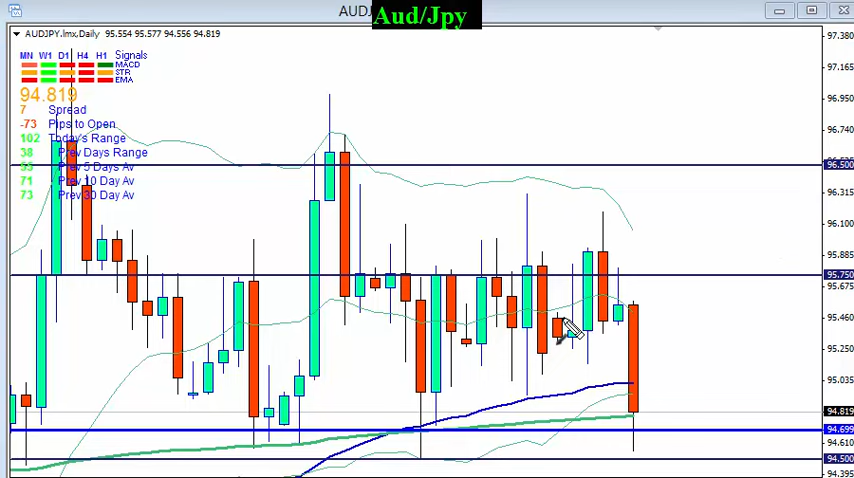 AUD
Aud/Jpy
AUDJPY.lmx,Daily 95.554 95.577 94.556 94.819
MN W1 D1 H4 H1 Signals
MACD
STR
EMA
94.819
7 Spread
-73 Pips to Open
102 Today's Range
38 Prev Days Range
Prev 5 Days Av
71 Prev 10 Day Av
73 Prev 30 Day Av
97.380
97.165
96.950
96.740
96.500
96.315
96.100
95.885
95.750
95.675
95.460
95.250
95.035
94.819
94.699
94.610
94.500
94.395